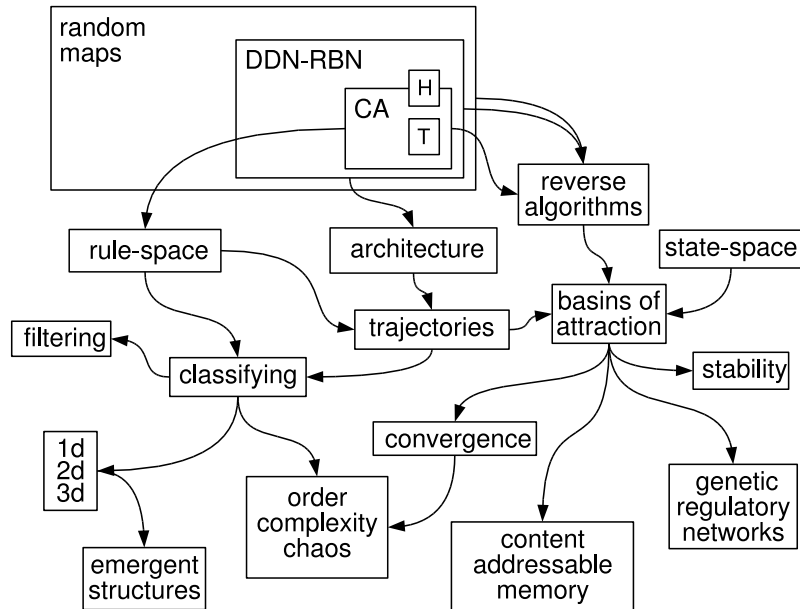 random
maps
DDN-RBN
H
CA
T
reverse
algorithms
rule-space
architecture
state-space
basins of
attraction
filtering
trajectories
classifying
stability
convergence
1d
2d
3d
order
complexity
chaos
genetic
regulatory
networks
content
addressable
memory
emergent
structures